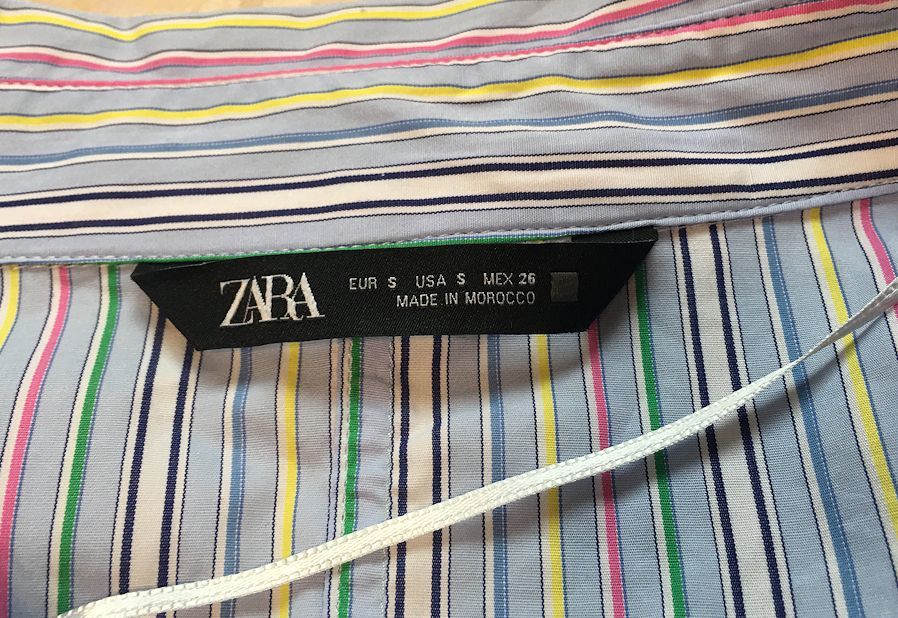 ZARA
EUR S USA S MEX 26
MADE IN MOROCCO